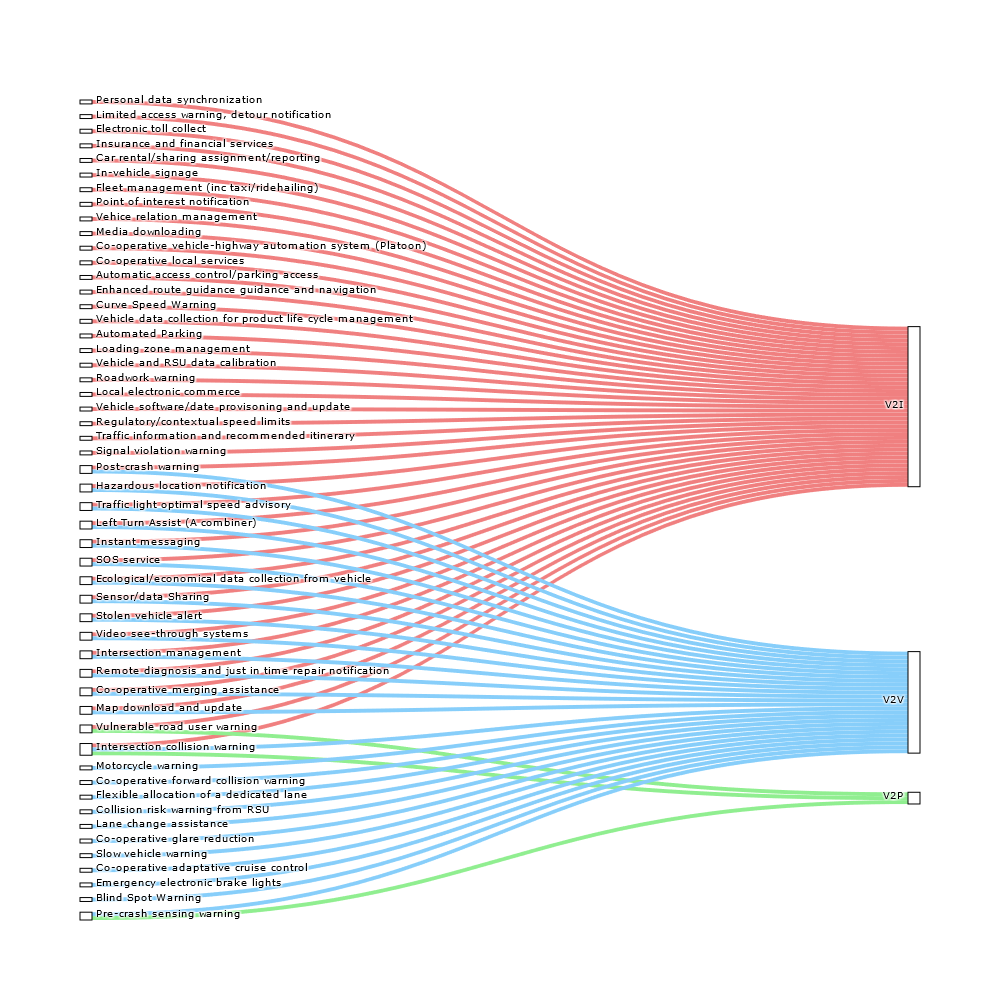 Personal data synchronization
Limited access warning, detour notification
Electronic toll collect
Insurance and financial services
Car rental/sharing assignment/reporting
In-vehicle signage
Fleet management (inc taxi/ridehailing)
Point of interest notification
Vehice relation management
Media downloading
Co-operative vehicle-highway automation system (Platoon)
Co-operative local services
Automatic access control/parking access
Enhanced route guidance guidance and navigation
Curve Speed Warning
Vehicle data collection for product life cycle management
Automated Parking
Loading zone management
Vehicle and RSU data calibration
Roadwork warning
Local electronic commerce
V2I
Vehicle software/date provisoning and update
Regulatory/contextual speed limits
Traffic information and recommended itinerary
Signal violation warning
Post-crash warning
Hazardous location notification
Traffic light optimal speed advisory
Left Turn Assist (A combiner)
Instant messaging
SOS service
Ecological/economical data collection from vehicle
Sensor/data Sharing
Stolen vehicle alert
Video see-through systems
Intersection management
Remote diagnosis and just in time repair notification
Co-operative merging assistance
V2V
Map download and update
Vulnerable road user warning
Intersection collision warning
Motorcycle warning
Co-operative forward collision warning
Flexible allocation of a dedicated lane
V2P
Collision risk warning from RSU
Lane change assistance
Co-operative glare reduction
Slow vehicle warning
Co-operative adaptative cruise control
Emergency electronic brake lights
Blind Spot Warning
Pre-crash sensing warning